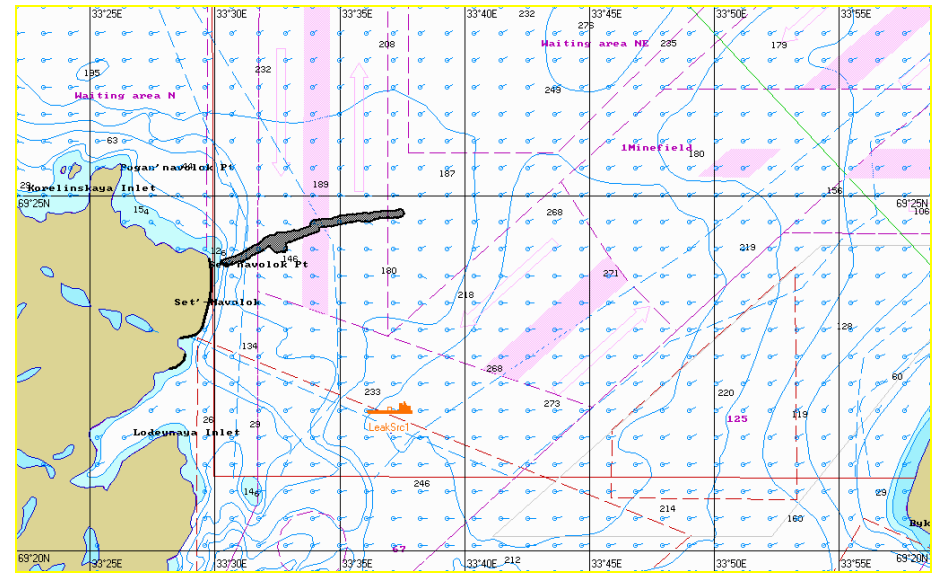 33°25E 33°30E 33°35E 33°40E 232 33°45E 33°50E 33°55E
276
208 Waiting area NE 235 179
195 232
249
Waiting area N
63
1Minefield 180
Pogan'navolok Pt
187
189
Korelinskaya Inlet
156
69°25N 69°25N
154 268 106
219
146
180 271
218
Set'-Navolok
128
134
268
60
233 220
273
119
125
LeakSrc1
26 29
Lodeynaya Inlet
246 29
146
214
160
67
69°20N 69°20N
33°25E 33°30E 33°35E 33°40E 212 33°45E 33°50E 33°55E